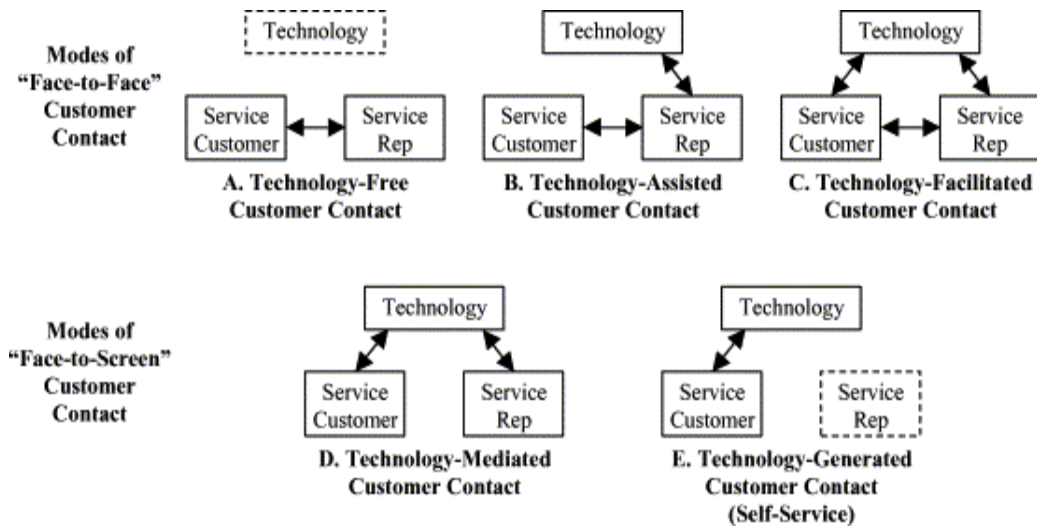 Modes of
“Face-to-Face”
Customer
Contact
Technology
Service
Customer
Service
Rep
A. Technology-Free
Customer Contact
Technology
Service
Customer
Service
Rep
B. Technology-Assisted
Customer Contact
Technology
Service
Customer
Service
Rep
C. Technology-Facilitated
Customer Contact
Modes of
“Face-to-Screen”
Customer
Contact
Technology
Service
Customer
Service
Rep
D. Technology-Mediated
Customer Contact
Technology
Service
Customer
Service
Rep
E. Technology-Generated
Customer Contact
(Self-Service)